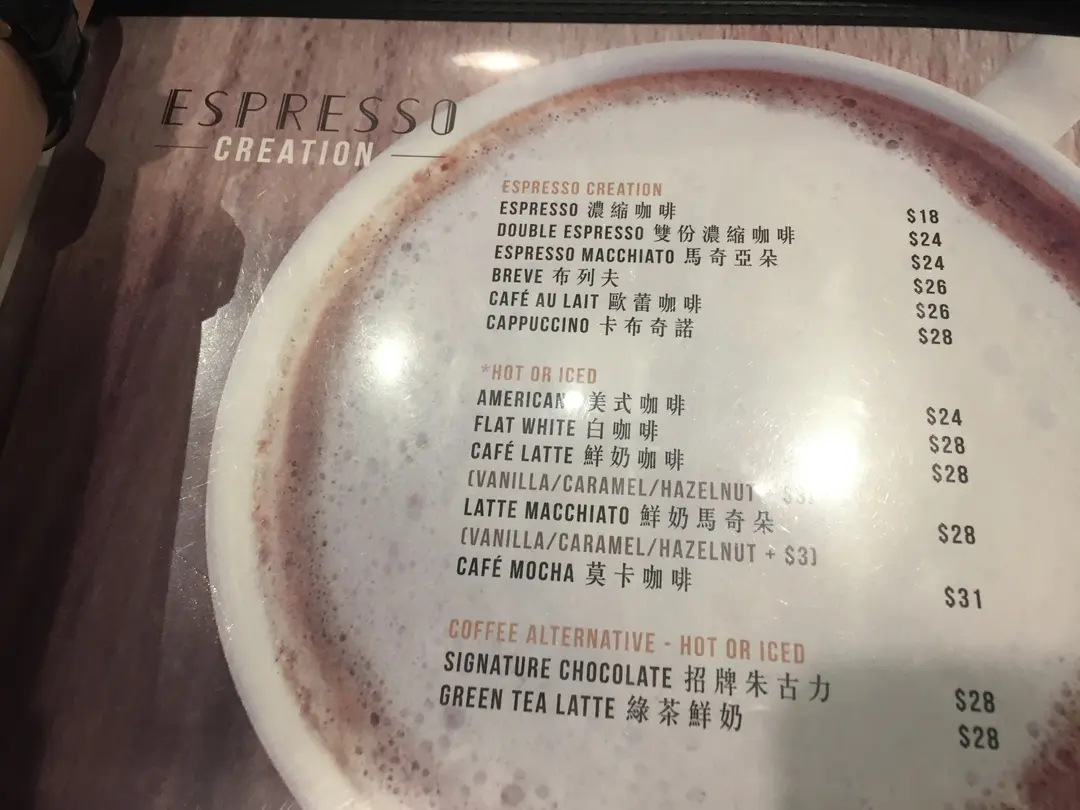 ESPRESSO
CREATION
ESPRESSO CREATION
ESPRESSO 濃縮咖啡 $18
DOUBLE ESPRESSO 雙份濃縮咖啡 $24
ESPRESSO MACCHIATO 馬奇亞朵 $24
BREVE 布列夫 $26
CAFÉ AU LAIT 歐蕾咖啡 $26
CAPPUCCINO 卡布奇諾 $28
*HOT OR ICED
美式咖啡 $24
FLAT WHITE 白咖啡 $28
CAFÉ LATTE 鮮奶咖啡 $28
(VANILLA/CARAMEL/HAZELNUT
LATTE MACCHIATO 鮮奶馬奇朵 $28
(VANILLA/CARAMEL/HAZELNUT + $3)
CAFÉ MOCHA 莫卡咖啡 $31
COFFEE ALTERNATIVE - HOT OR ICED
SIGNATURE CHOCOLATE 招牌朱古力 $28
GREEN TEA LATTE 綠茶鮮奶 $28